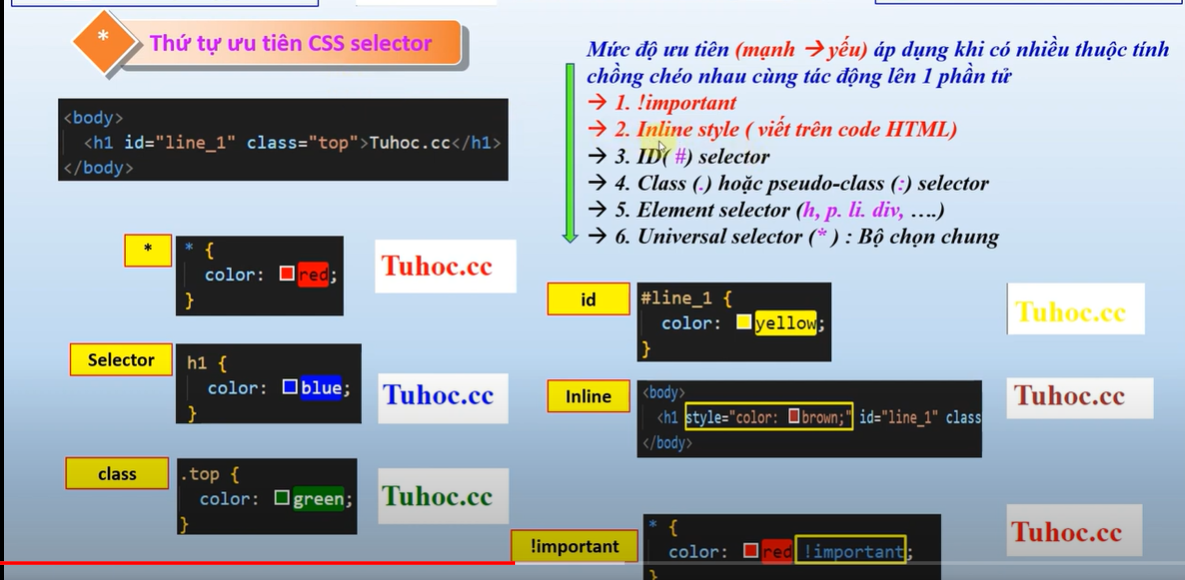 *
Thứ tự ưu tiên CSS selector
<body>
<h1 id="line_1" class="top">Tuhoc.cc</h1>
</body>
Mức độ ưu tiên (mạnh → yếu) áp dụng khi có nhiều thuộc tính
chồng chéo nhau cùng tác động lên 1 phần tử
→ 1. !important
→ 2. Inline style ( viết trên code HTML)
→ 3. ID( #) selector
→ 4. Class (.) hoặc pseudo-class (:) selector
→ 5. Element selector (h, p. li. div, ….)
→ 6. Universal selector (* ) : Bộ chọn chung
*
* {
color: red;
}
Tuhoc.cc
Selector
h1 {
color: blue;
}
Tuhoc.cc
class
.top {
color: green;
}
Tuhoc.cc
id
#line_1 {
color: yellow;
}
Tuhoc.cc
Inline
<body>
<h1 style="color: brown;" id="line_1" class
</body>
Tuhoc.cc
!important
* {
color: red !important;
}
Tuhoc.cc